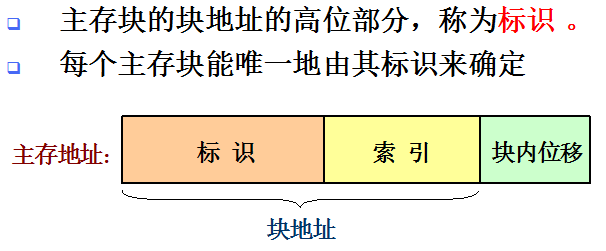 主存块的块地址的高位部分，称为标识 。
每个主存块能唯一地由其标识来确定
主存地址： 标 识 索 引 块内位移
块地址